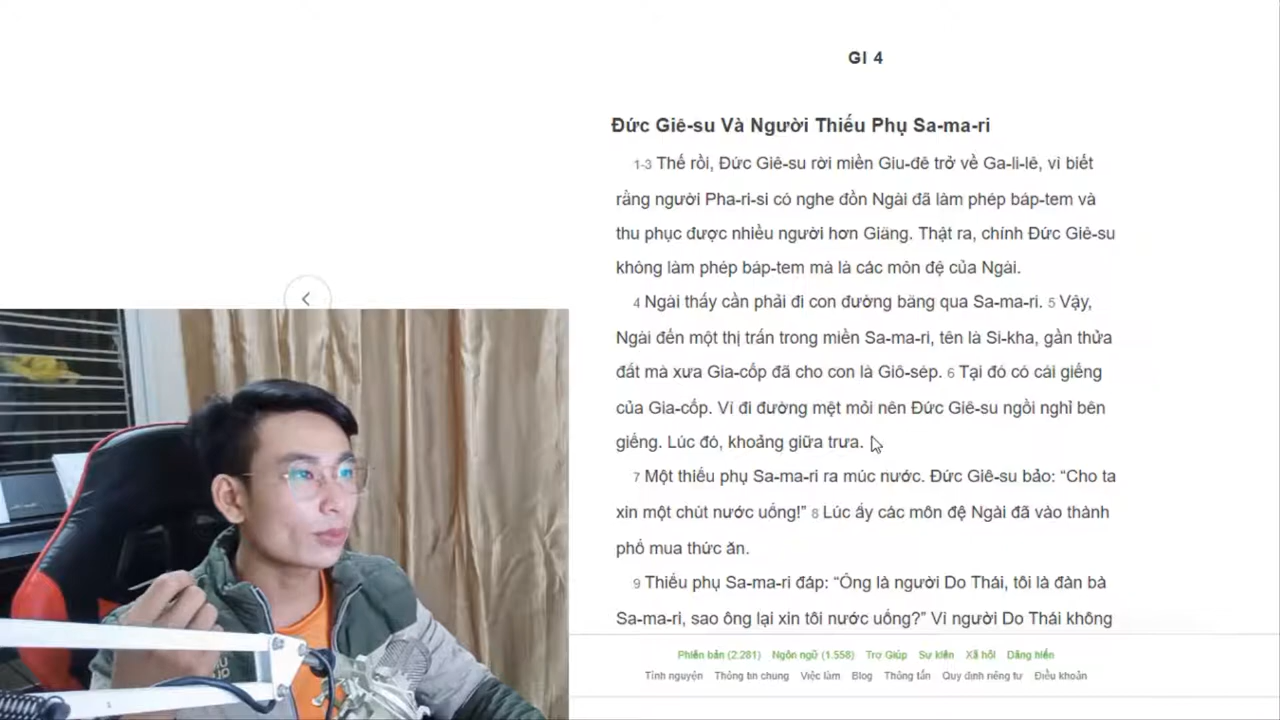 GI 4
Đức Giê-su Và Người Thiếu Phụ Sa-ma-ri
1-3 Thế rồi, Đức Giê-su rời miền Giu-đê trở về Ga-li-lê, vì biết
rằng người Pha-ri-si có nghe đồn Ngài đã làm phép báp-tem và
thu phục được nhiều người hơn Giăng. Thật ra, chính Đức Giê-su
không làm phép báp-tem mà là các môn đệ của Ngài.
4 Ngài thấy cần phải đi con đường băng qua Sa-ma-ri. 5 Vậy,
Ngài đến một thị trấn trong miền Sa-ma-ri, tên là Si-kha, gần thửa
đất mà xưa Gia-cốp đã cho con là Giô-sép. 6 Tại đó có cái giếng
của Gia-cốp. Vì đi đường mệt mỏi nên Đức Giê-su ngồi nghỉ bên
giếng. Lúc đó, khoảng giữa trưa.
7 Một thiếu phụ Sa-ma-ri ra múc nước. Đức Giê-su bảo: “Cho ta
xin một chút nước uống!” 8 Lúc ấy các môn đệ Ngài đã vào thành
phố mua thức ăn.
9 Thiếu phụ Sa-ma-ri đáp: “Ông là người Do Thái, tôi là đàn bà
Sa-ma-ri, sao ông lại xin tôi nước uống?” Vì người Do Thái không
Phiên bản (2.281) Ngôn ngữ (1.558) Trợ Giúp Sự kiện Xã hội Dâng hiến
Tình nguyện Thông tin chung Việc làm Blog Thông tấn Quy định riêng tư Điều khoản